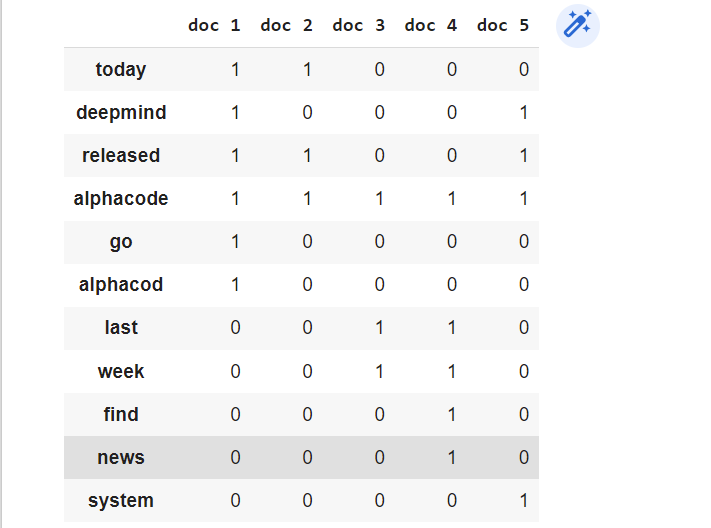 doc 1 doc 2 doc 3 doc 4 doc 5
today 1 1 0 0 0
deepmind 1 0 0 0 1
released 1 1 0 0 1
alphacode 1 1 1 1 1
go 1 0 0 0 0
alphacod 1 0 0 0 0
last 0 0 1 1 0
week 0 0 1 1 0
find 0 0 0 1 0
news 0 0 0 1 0
system 0 0 0 0 1